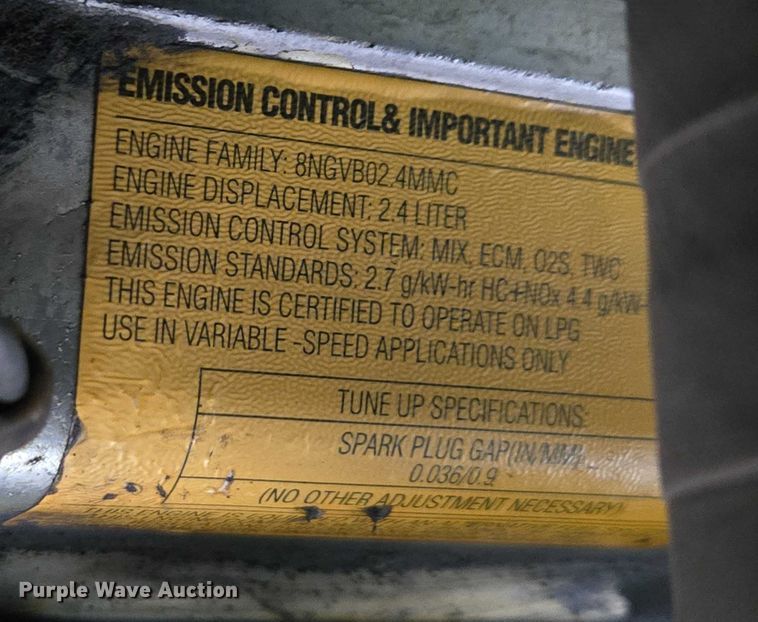 EMISSION CONTROL& IMPORTANT ENGINE
ENGINE FAMILY: 8NGVB02.4MMC
ENGINE DISPLACEMENT: 2.4 LITER
EMISSION CONTROL SYSTEM: MIX, ECM, O2S, TWC
EMISSION STANDARDS: 2.7 g/kW-hr HC+NOx 4.4 g/kW-
THIS ENGINE IS CERTIFIED TO OPERATE ON LPG
USE IN VARIABLE -SPEED APPLICATIONS ONLY
TUNE UP SPECIFICATIONS:
SPARK PLUG GAP(IN/MM)
0.036/0.9
(NO OTHER ADJUSTMENT NECESSARY)
THIS ENGINE IS
Purple Wave Auction